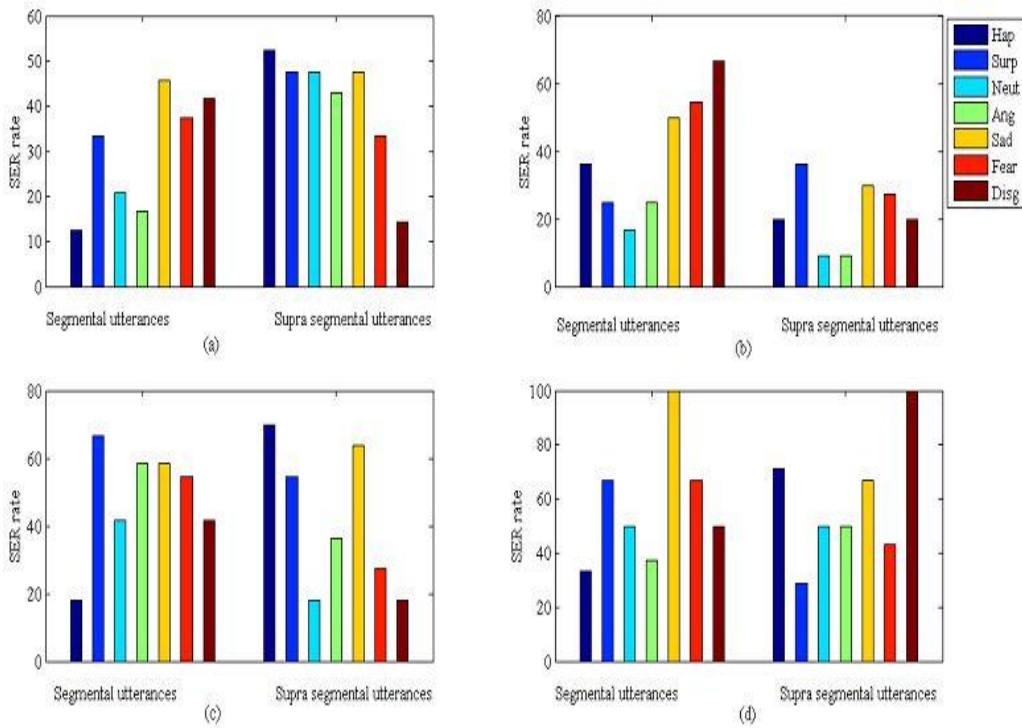 60
50
40
30
20
10
0
SER rate
Segmental utterances
Supra segmental utterances
(a)
80
60
40
20
0
SER rate
Segmental utterances
Supra segmental utterances
(b)
Hap
Surp
Neut
Ang
Sad
Fear
Disg
80
60
40
20
0
SER rate
Segmental utterances
Supra segmental utterances
(c)
100
80
60
40
20
0
SER rate
Segmental utterances
Supra segmental utterances
(d)